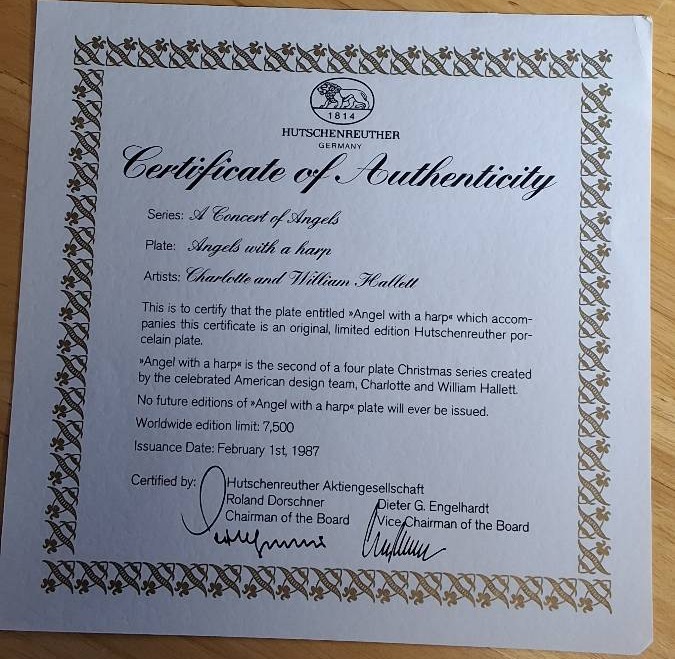 1814
HUTSCHENREUTHER
GERMANY
Certificate of Authenticity
Series: A Concert of Angels
Plate: Angels with a harp
Artists: Charlotte and William Hallett
This is to certify that the plate entitled »Angel with a harp« which accom-
panies this certificate is an original, limited edition Hutschenreuther por-
celain plate.
»Angel with a harp« is the second of a four plate Christmas series created
by the celebrated American design team, Charlotte and William Hallett.
No future editions of »Angel with a harp« plate will ever be issued.
Worldwide edition limit: 7,500
Issuance Date: February 1st, 1987
Certified by: Hutschenreuther Aktiengesellschaft
Roland Dorschner Dieter G. Engelhardt
Chairman of the Board Vice Chairman of the Board